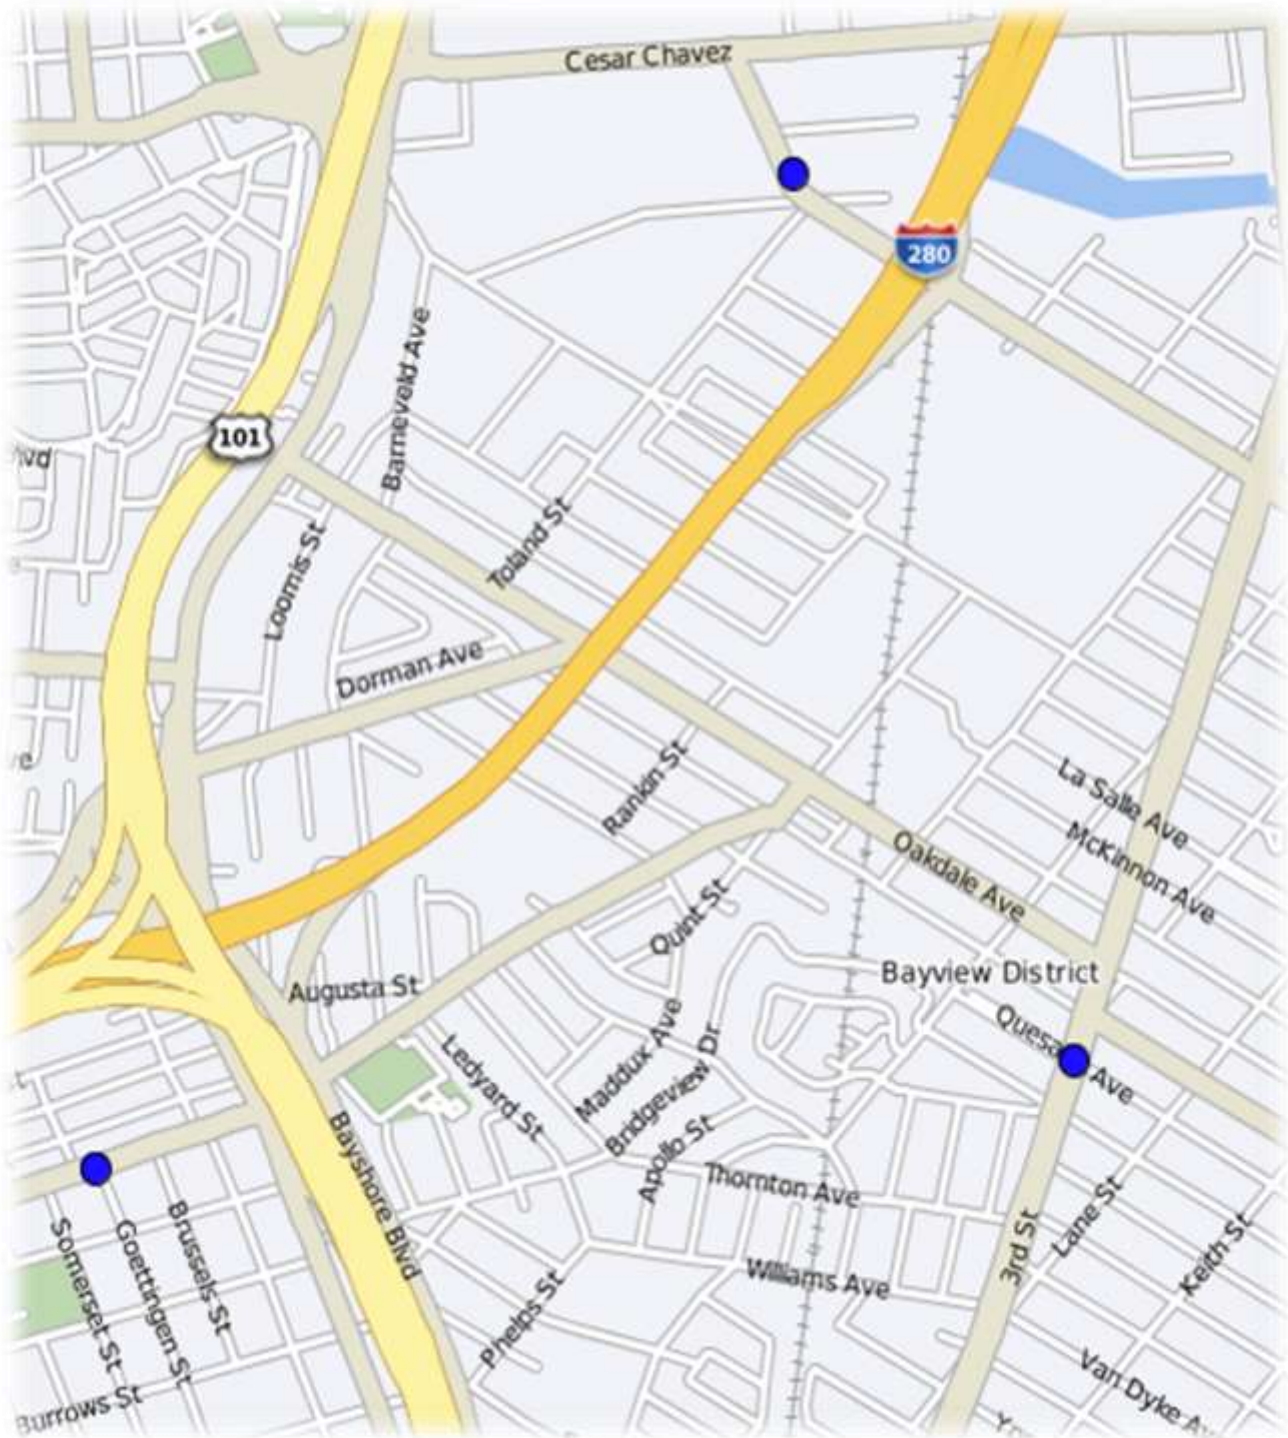 Cesar Chavez
280
Barneveld Ave
101
lvd
Toland St
Loomis St
Dorman Ave
ve
Rankin St
La Salle Ave
McKinnon Ave
Oakdale Ave
Quint St
Bayview District
Augusta St
Quesa Ave
Maddux Ave
Bridgeview Dr
Ledyard St
Apollo St
Bayshore Blvd
Thornton Ave
Lane St
3rd St
Keith St
Brussels St
Goettingen St
Somerset St
Williams Ave
Phelps St
Van Dyke Av
Burrows St